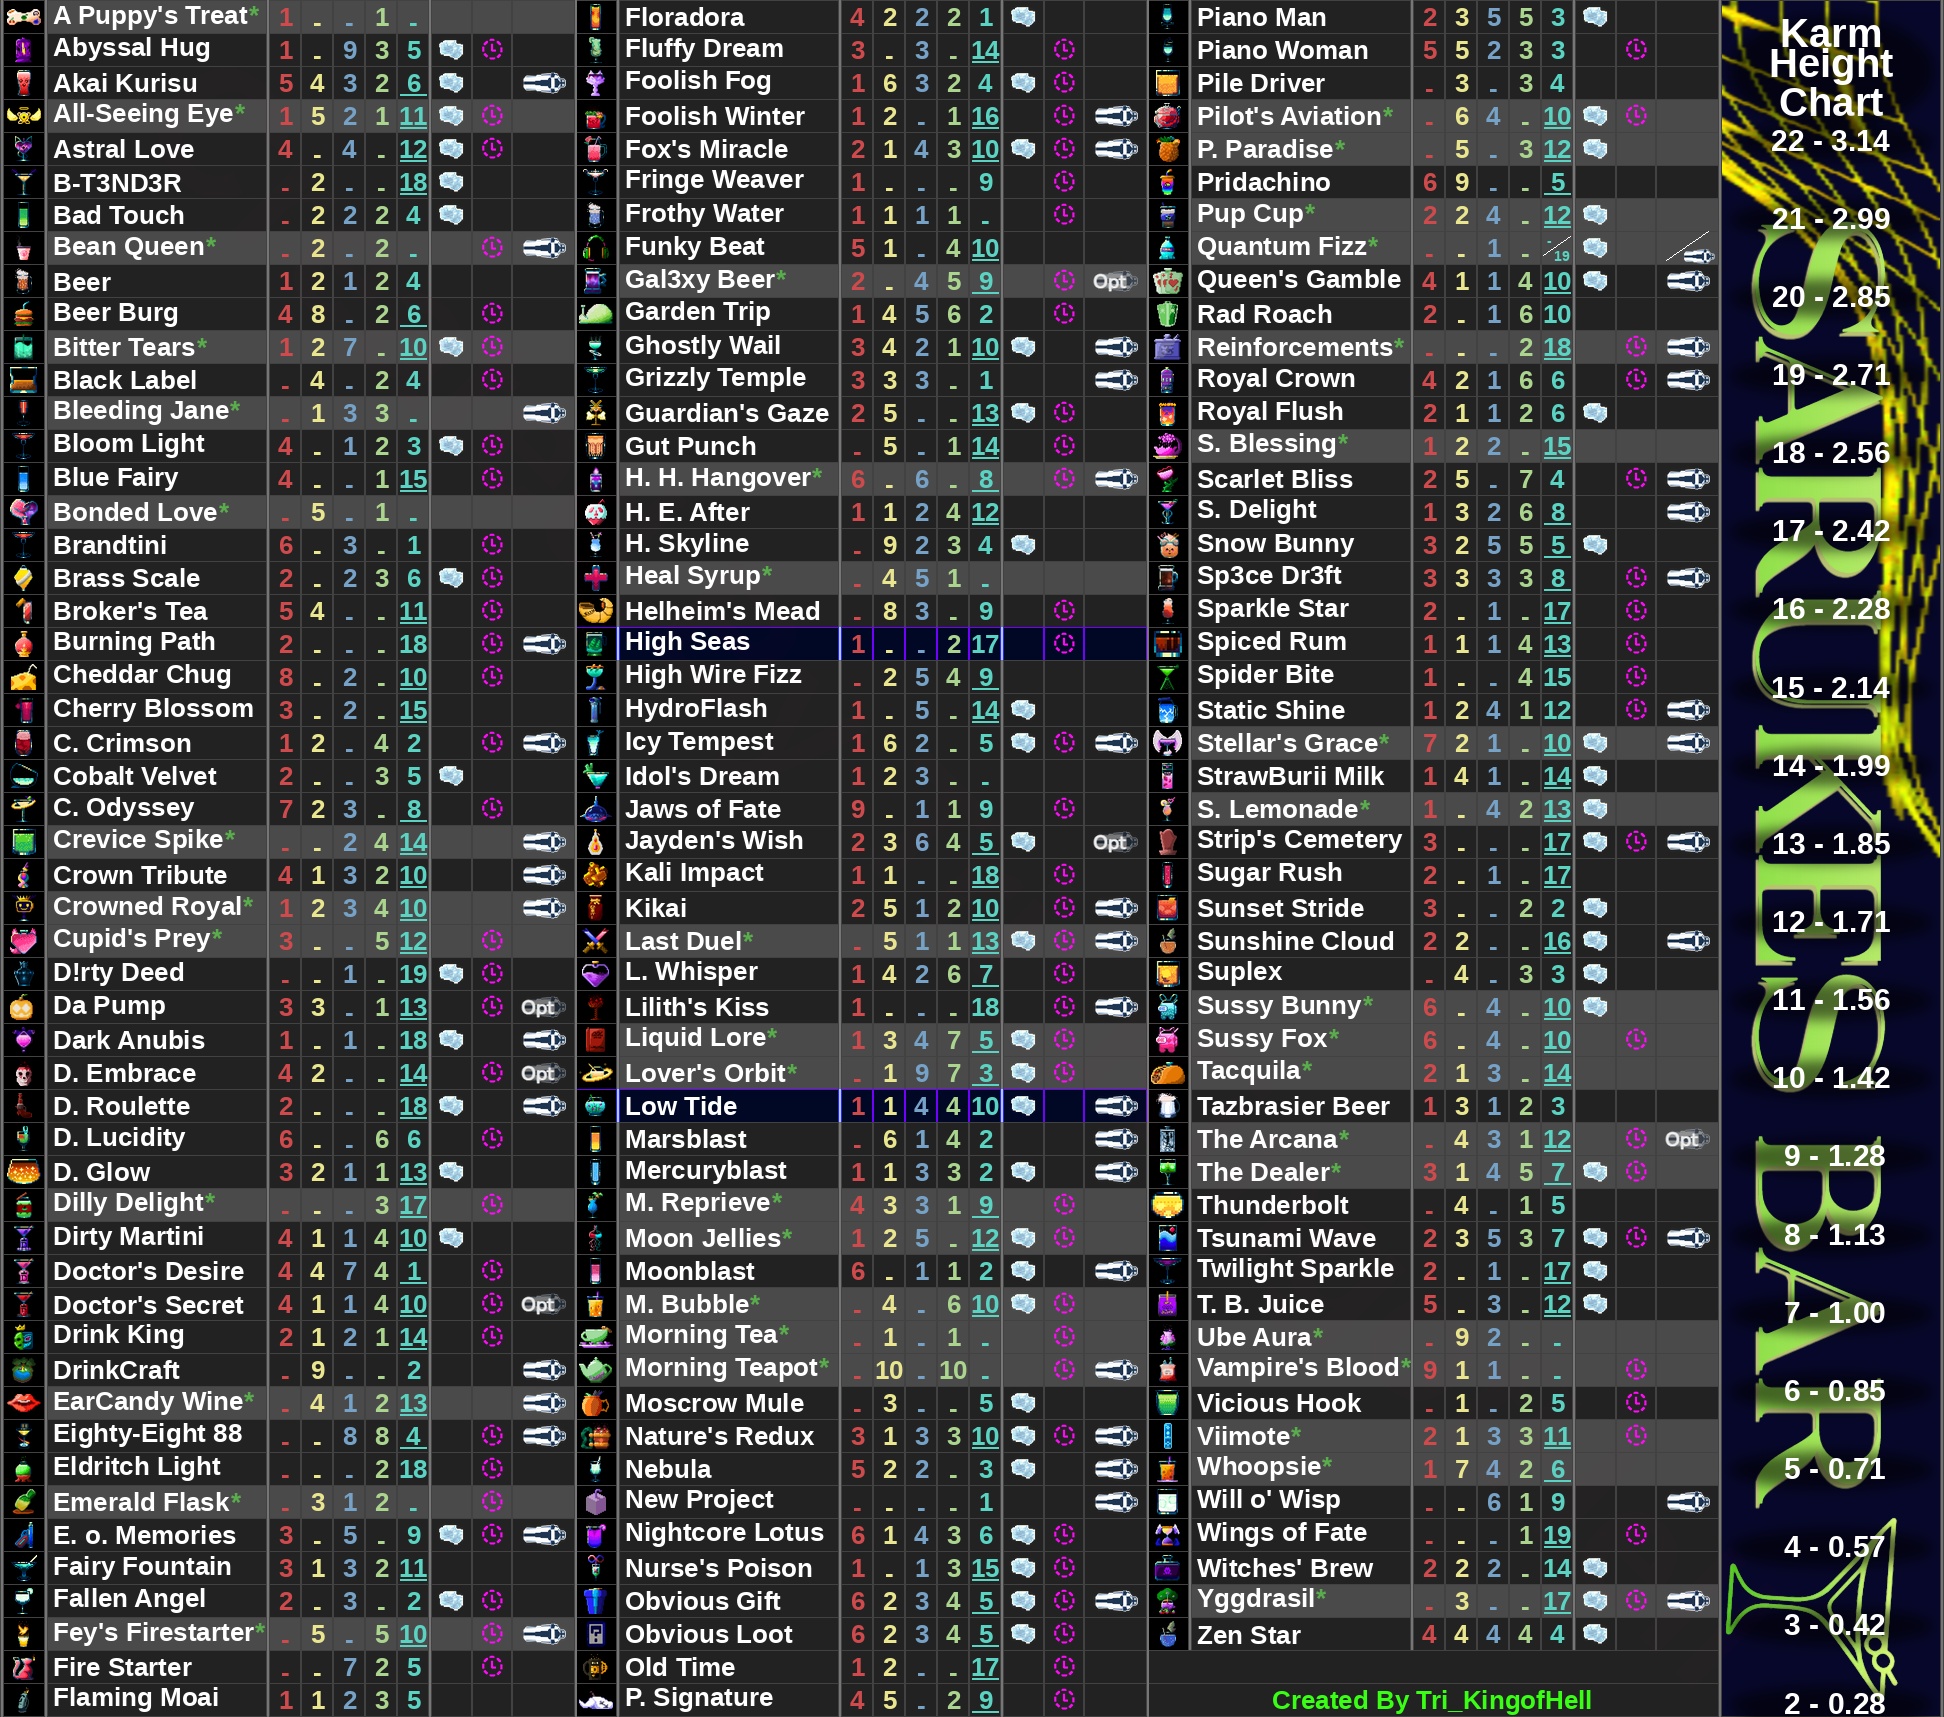 A Puppy's Treat* 1 - - 1 -
Abyssal Hug 1 - 9 3 5
Akai Kurisu 5 4 3 2 6
All-Seeing Eye* 1 5 2 1 11
Astral Love 4 - 4 - 12
B-T3ND3R - 2 - - 18
Bad Touch - 2 2 2 4
Bean Queen* - 2 - 2 -
Beer 1 2 1 2 4
Beer Burg 4 8 - 2 6
Bitter Tears* 1 2 7 - 10
Black Label - 4 - 2 4
Bleeding Jane* - 1 3 3 -
Bloom Light 4 - 1 2 3
Blue Fairy 4 - - 1 15
Bonded Love* - 5 - 1 -
Brandtini 6 - 3 - 1
Brass Scale 2 - 2 3 6
Broker's Tea 5 4 - - 11
Burning Path 2 - - - 18
Cheddar Chug 8 - 2 - 10
Cherry Blossom 3 - 2 - 15
C. Crimson 1 2 - 4 2
Cobalt Velvet 2 - - 3 5
C. Odyssey 7 2 3 - 8
Crevice Spike* - - 2 4 14
Crown Tribute 4 1 3 2 10
Crowned Royal* 1 2 3 4 10
Cupid's Prey* 3 - - 5 12
D!rty Deed - - 1 - 19
Da Pump 3 3 - 1 13 Opt
Dark Anubis 1 - 1 - 18
D. Embrace 4 2 - - 14 Opt
D. Roulette 2 - - - 18
D. Lucidity 6 - - 6 6
D. Glow 3 2 1 1 13
Dilly Delight* - - - 3 17
Dirty Martini 4 1 1 4 10
Doctor's Desire 4 4 7 4 1
Doctor's Secret 4 1 1 4 10 Opt
Drink King 2 1 2 1 14
DrinkCraft - 9 - - 2
EarCandy Wine* - 4 1 2 13
Eighty-Eight 88 - - 8 8 4
Eldritch Light - - - 2 18
Emerald Flask* - 3 1 2 -
E. o. Memories 3 - 5 - 9
Fairy Fountain 3 1 3 2 11
Fallen Angel 2 - 3 - 2
Fey's Firestarter* - 5 - 5 10
Fire Starter - - 7 2 5
Flaming Moai 1 1 2 3 5
Floradora 4 2 2 2 1
Fluffy Dream 3 - 3 - 14
Foolish Fog 1 6 3 2 4
Foolish Winter 1 2 - 1 16
Fox's Miracle 2 1 4 3 10
Fringe Weaver 1 - - - 9
Frothy Water 1 1 1 1 -
Funky Beat 5 1 - 4 10
Gal3xy Beer* 2 - 4 5 9 Opt
Garden Trip 1 4 5 6 2
Ghostly Wail 3 4 2 1 10
Grizzly Temple 3 3 3 - 1
Guardian's Gaze 2 5 - - 13
Gut Punch - 5 - 1 14
H. H. Hangover* 6 - 6 - 8
H. E. After 1 1 2 4 12
H. Skyline - 9 2 3 4
Heal Syrup* - 4 5 1 -
Helheim's Mead - 8 3 - 9
High Seas 1 - - 2 17
High Wire Fizz - 2 5 4 9
HydroFlash 1 - 5 - 14
Icy Tempest 1 6 2 - 5
Idol's Dream 1 2 3 - -
Jaws of Fate 9 - 1 1 9
Jayden's Wish 2 3 6 4 5 Opt
Kali Impact 1 1 - - 18
Kikai 2 5 1 2 10
Last Duel* - 5 1 1 13
L. Whisper 1 4 2 6 7
Lilith's Kiss 1 - - - 18
Liquid Lore* 1 3 4 7 5
Lover's Orbit* - 1 9 7 3
Low Tide 1 1 4 4 10
Marsblast - 6 1 4 2
Mercuryblast 1 1 3 3 2
M. Reprieve* 4 3 3 1 9
Moon Jellies* 1 2 5 - 12
Moonblast 6 - 1 1 2
M. Bubble* - 4 - 6 10
Morning Tea* - 1 - 1 -
Morning Teapot* - 10 - 10 -
Moscrow Mule - 3 - - 5
Nature's Redux 3 1 3 3 10
Nebula 5 2 2 - 3
New Project - - - - 1
Nightcore Lotus 6 1 4 3 6
Nurse's Poison 1 - 1 3 15
Obvious Gift 6 2 3 4 5
Obvious Loot 6 2 3 4 5
Old Time 1 2 - - 17
P. Signature 4 5 - 2 9
Piano Man 2 3 5 5 3
Piano Woman 5 5 2 3 3
Pile Driver - 3 - 3 4
Pilot's Aviation* - 6 4 - 10
P. Paradise* - 5 - 3 12
Pridachino 6 9 - - 5
Pup Cup* 2 2 4 - 12
Quantum Fizz* - - 1 - -/19
Queen's Gamble 4 1 1 4 10
Rad Roach 2 - 1 6 10
Reinforcements* - - - 2 18
Royal Crown 4 2 1 6 6
Royal Flush 2 1 1 2 6
S. Blessing* 1 2 2 - 15
Scarlet Bliss 2 5 - 7 4
S. Delight 1 3 2 6 8
Snow Bunny 3 2 5 5 5
Sp3ce Dr3ft 3 3 3 3 8
Sparkle Star 2 - 1 - 17
Spiced Rum 1 1 1 4 13
Spider Bite 1 - - 4 15
Static Shine 1 2 4 1 12
Stellar's Grace* 7 2 1 - 10
StrawBurii Milk 1 4 1 - 14
S. Lemonade* 1 - 4 2 13
Strip's Cemetery 3 - - - 17
Sugar Rush 2 - 1 - 17
Sunset Stride 3 - - 2 2
Sunshine Cloud 2 2 - - 16
Suplex - 4 - 3 3
Sussy Bunny* 6 - 4 - 10
Sussy Fox* 6 - 4 - 10
Tacquila* 2 1 3 - 14
Tazbrasier Beer 1 3 1 2 3
The Arcana* - 4 3 1 12 Opt
The Dealer* 3 1 4 5 7
Thunderbolt - 4 - 1 5
Tsunami Wave 2 3 5 3 7
Twilight Sparkle 2 - 1 - 17
T. B. Juice 5 - 3 - 12
Ube Aura* - 9 2 - -
Vampire's Blood* 9 1 1 - -
Vicious Hook - 1 - 2 5
Viimote* 2 1 3 3 11
Whoopsie* 1 7 4 2 6
Will o' Wisp - - 6 1 9
Wings of Fate - - - 1 19
Witches' Brew 2 2 2 - 14
Yggdrasil* - 3 - - 17
Zen Star 4 4 4 4 4
Created By Tri_KingofHell
Karm
Height
Chart
22 - 3.14
21 - 2.99
20 - 2.85
19 - 2.71
18 - 2.56
17 - 2.42
16 - 2.28
15 - 2.14
14 - 1.99
13 - 1.85
12 - 1.71
11 - 1.56
10 - 1.42
9 - 1.28
8 - 1.13
7 - 1.00
6 - 0.85
5 - 0.71
4 - 0.57
3 - 0.42
2 - 0.28
SARUKES BAR